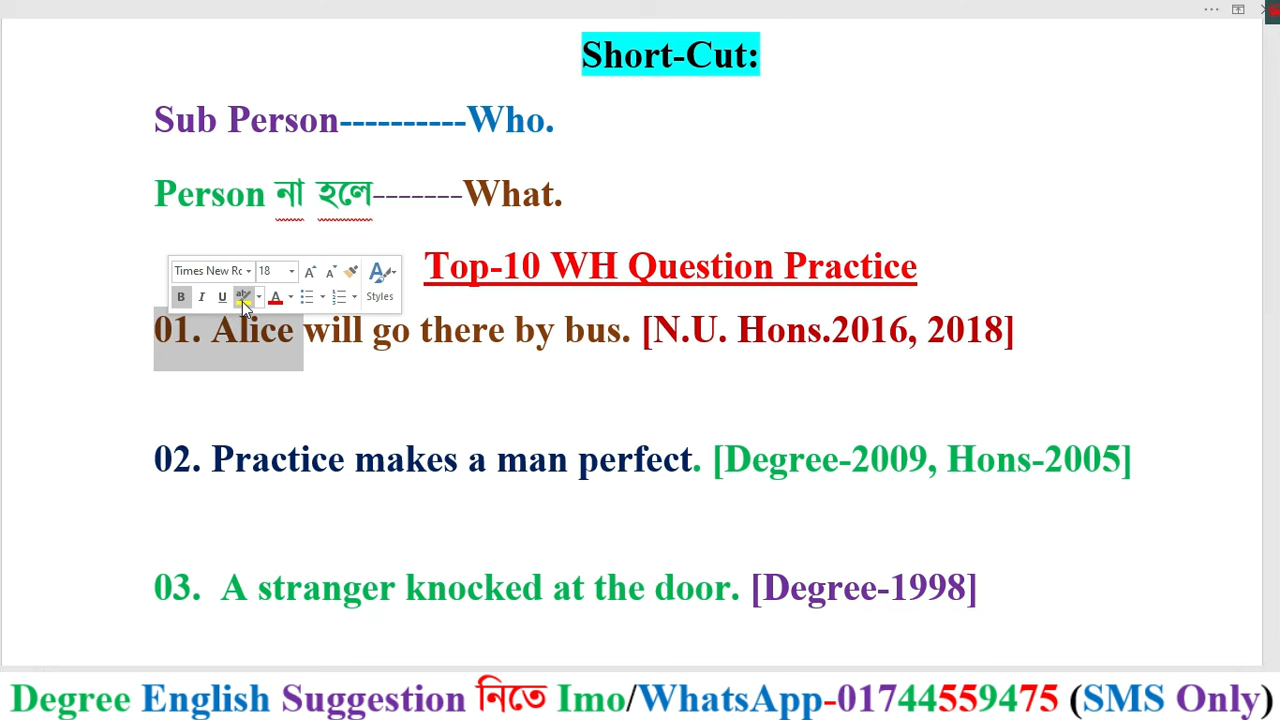 Short-Cut:
Sub Person----------Who.
Person না হলে-------What.
Top-10 WH Question Practice
Times New Rc 18
Styles
01. Alice will go there by bus. [N.U. Hons.2016, 2018]
02. Practice makes a man perfect. [Degree-2009, Hons-2005]
03. A stranger knocked at the door. [Degree-1998]
Degree English Suggestion নিতে Imo/WhatsApp-01744559475 (SMS Only)